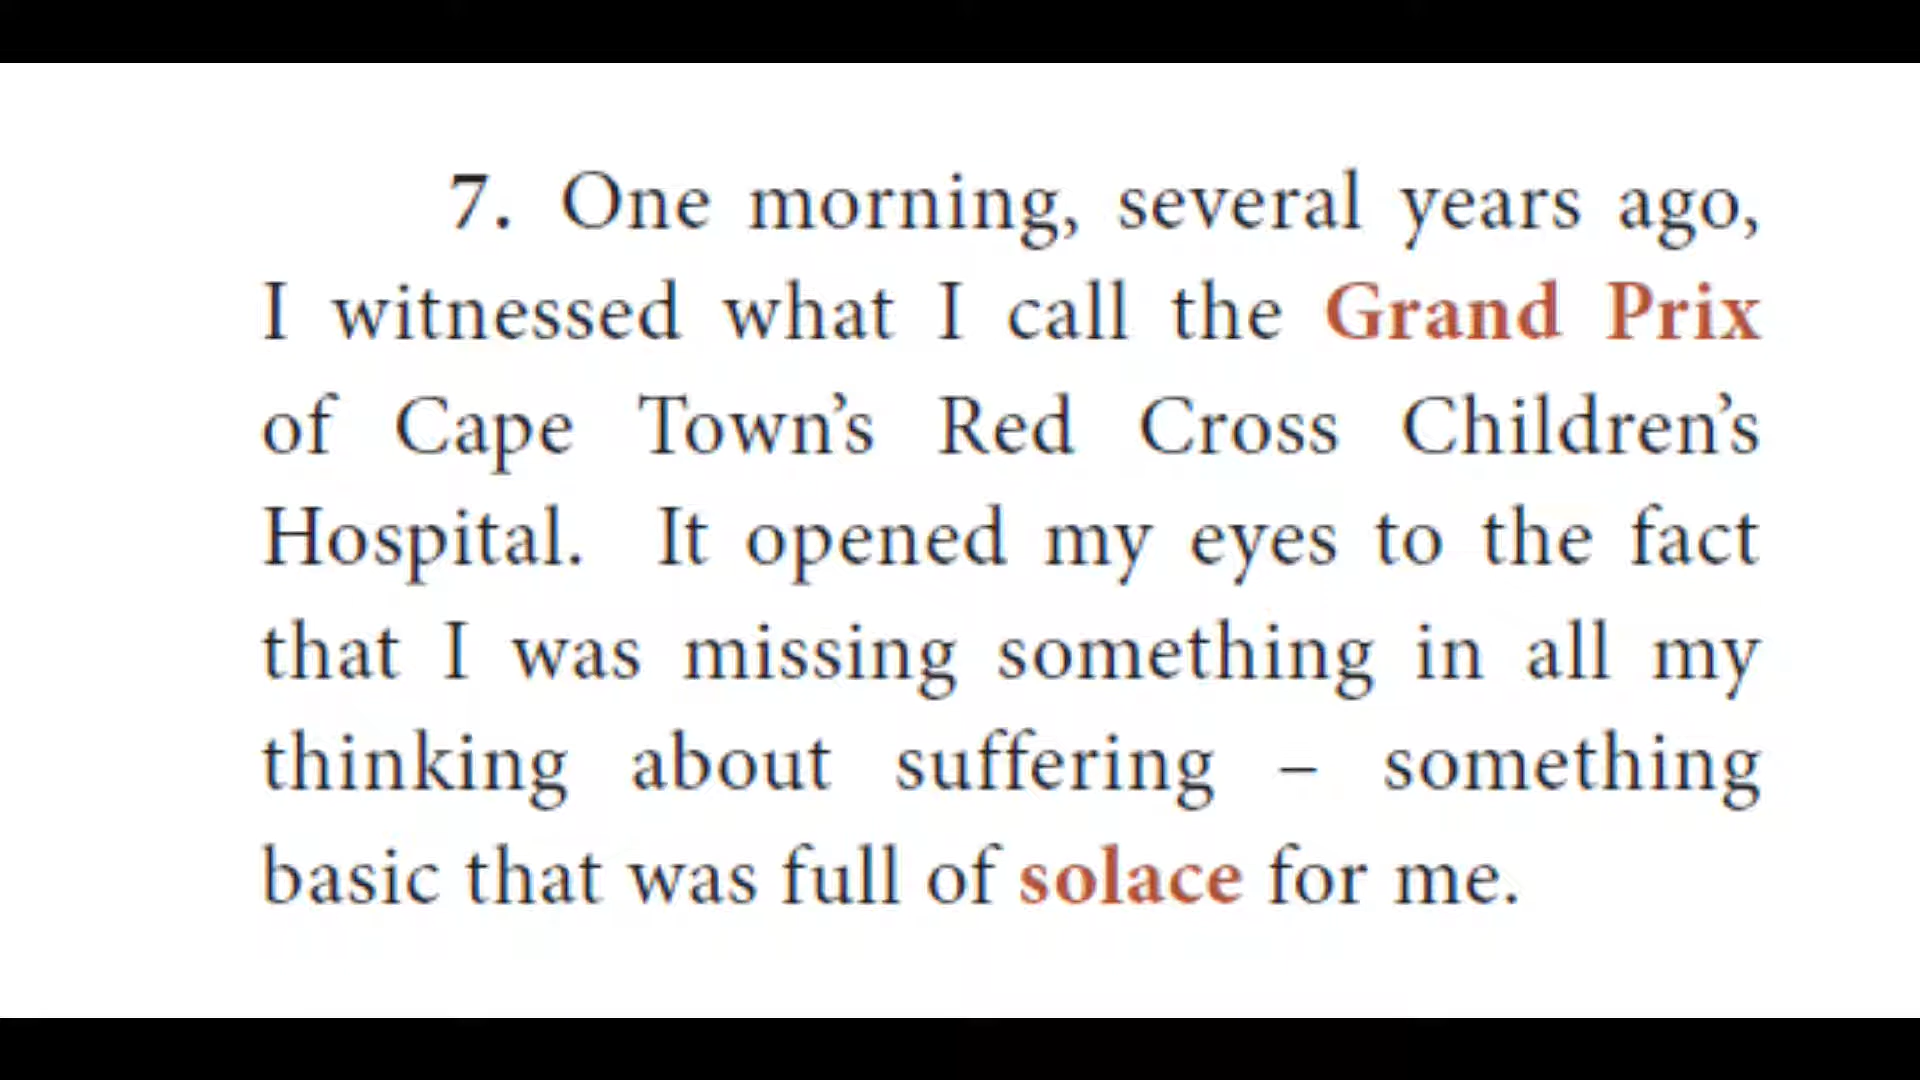 7. One morning, several years ago,
I witnessed what I call the Grand Prix
of Cape Town’s Red Cross Children’s
Hospital. It opened my eyes to the fact
that I was missing something in all my
thinking about suffering – something
basic that was full of solace for me.